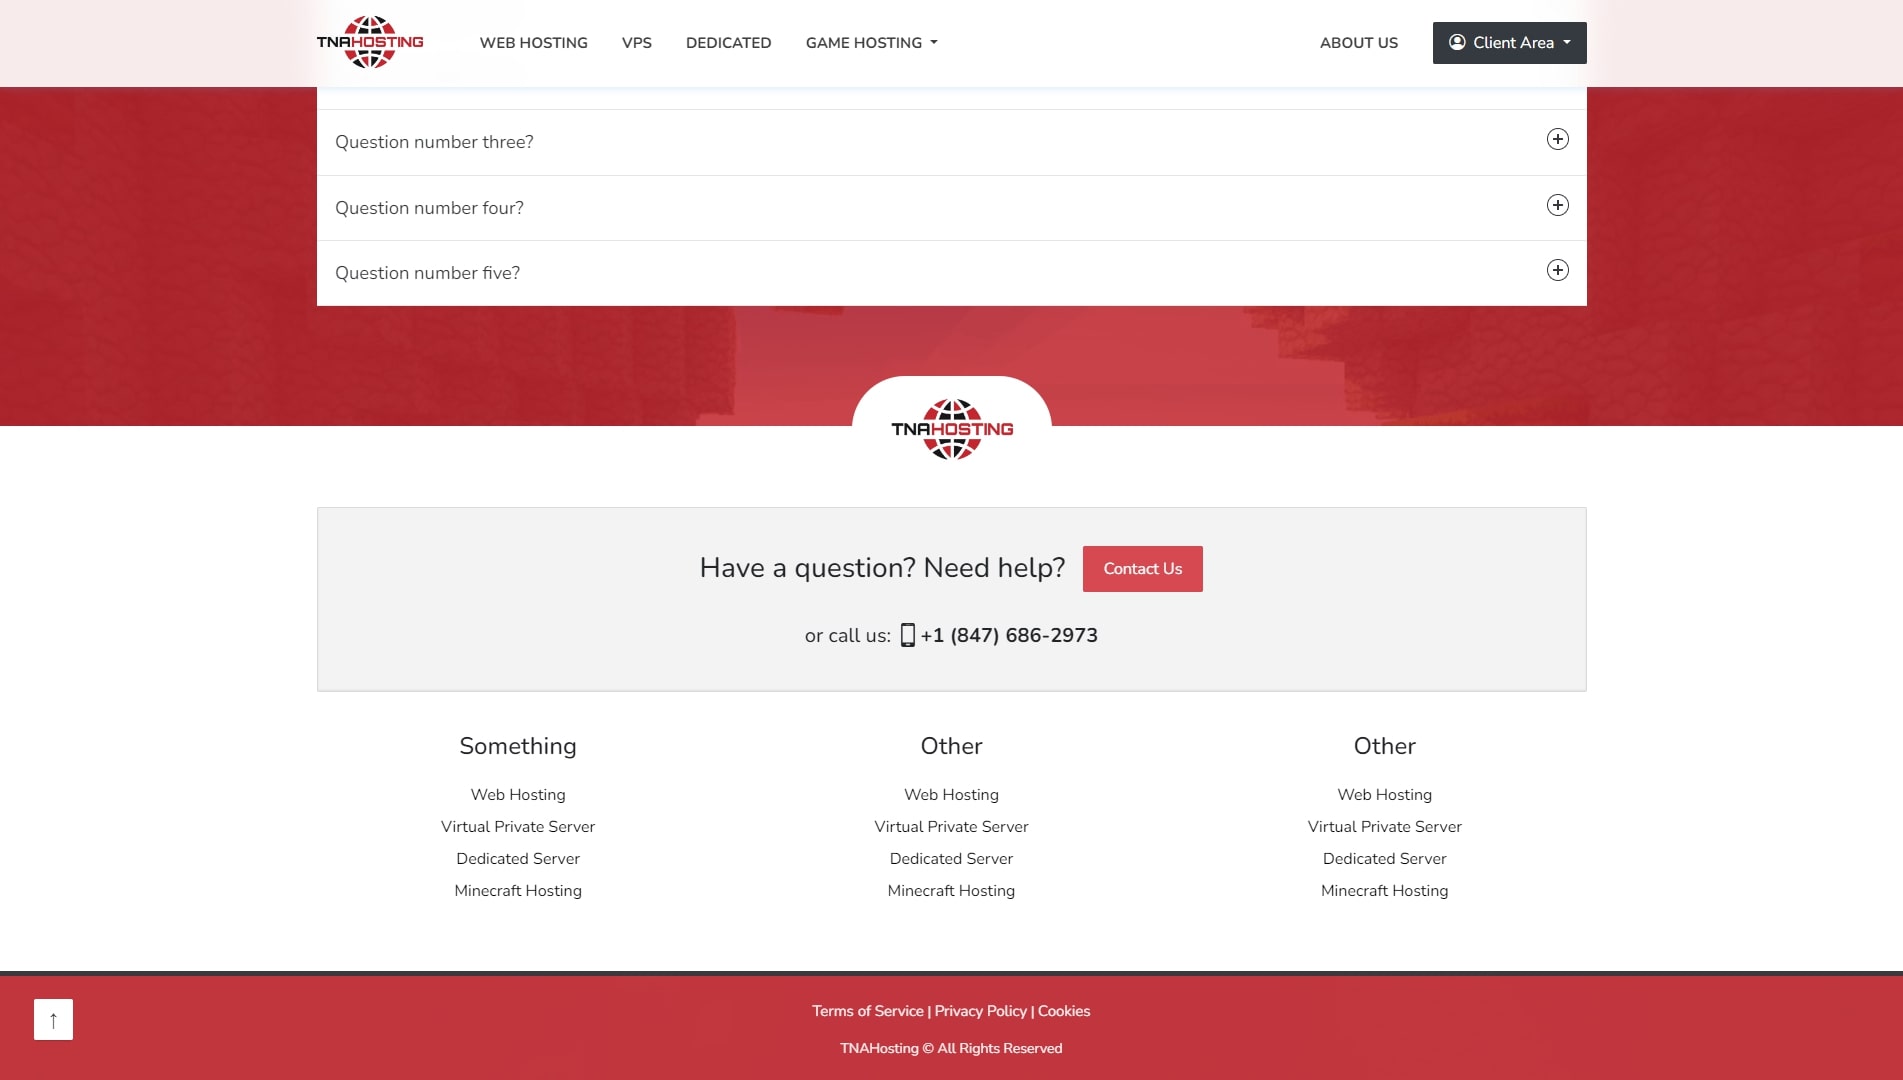 TNAHOSTING
WEB HOSTING VPS DEDICATED GAME HOSTING
ABOUT US Client Area
Question number three?
Question number four?
Question number five?
TNAHOSTING
Have a question? Need help? Contact Us
or call us: +1 (847) 686-2973
Something
Web Hosting
Virtual Private Server
Dedicated Server
Minecraft Hosting
Other
Web Hosting
Virtual Private Server
Dedicated Server
Minecraft Hosting
Other
Web Hosting
Virtual Private Server
Dedicated Server
Minecraft Hosting
↑
Terms of Service | Privacy Policy | Cookies
TNAHosting © All Rights Reserved